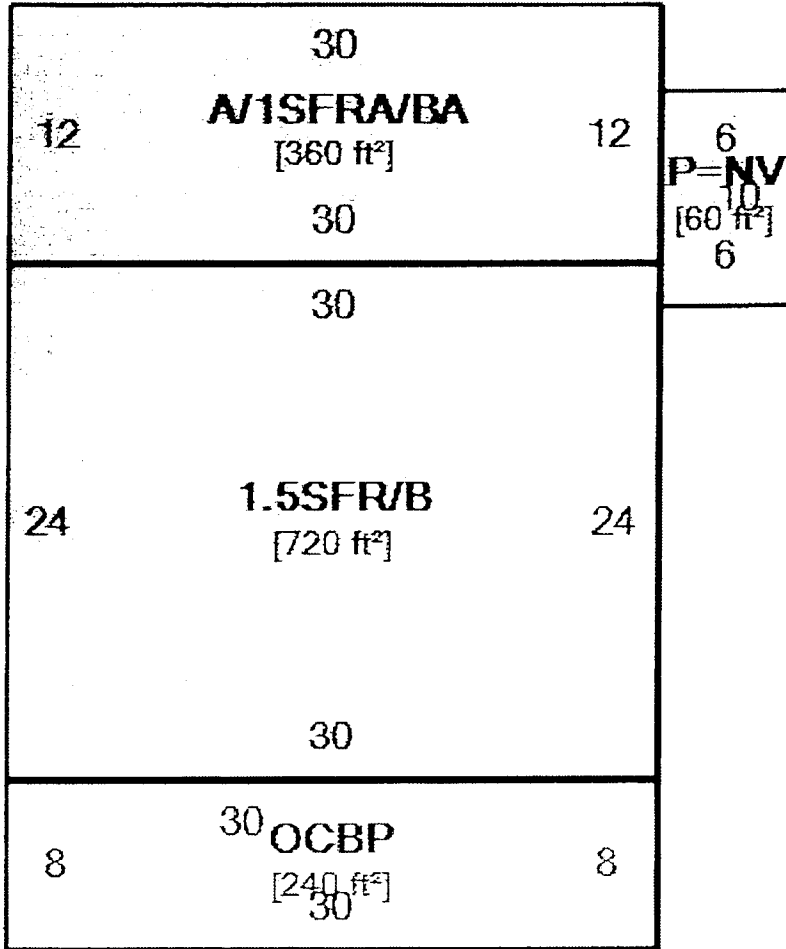 30
A/1SFRA/BA
12 12
[360 ft²]
30
6
P=NV
10
[60 ft²]
6
30
1.5SFR/B
24 24
[720 ft²]
30
30 OCBP
8 8
[240 ft²]
30